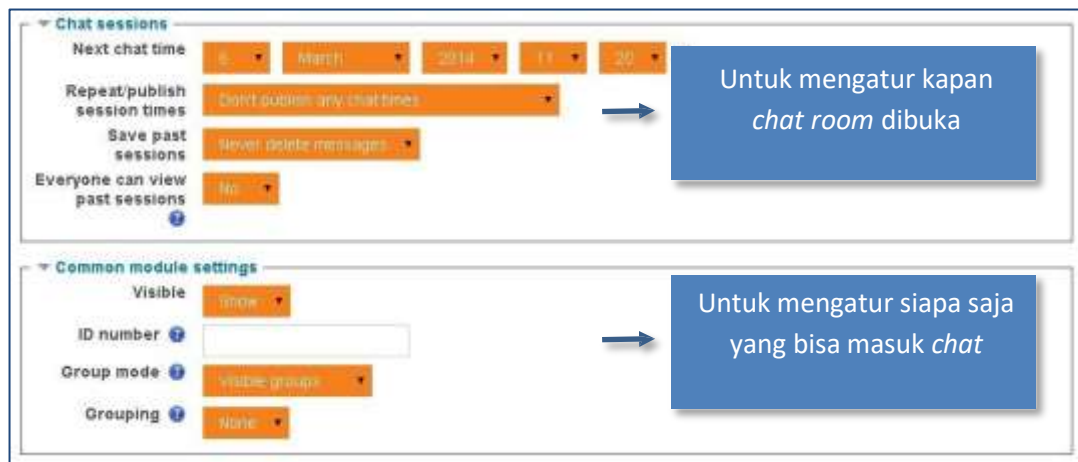 Chat sessions
Next chat time 6 March 2014 11 20
Untuk mengatur kapan
chat room dibuka
Repeat/publish
session times Don't publish any chat times
Save past
sessions Never delete messages
Everyone can view
past sessions No
Common module settings
Visible Show
Untuk mengatur siapa saja
yang bisa masuk chat
ID number
Group mode Visible groups
Grouping None